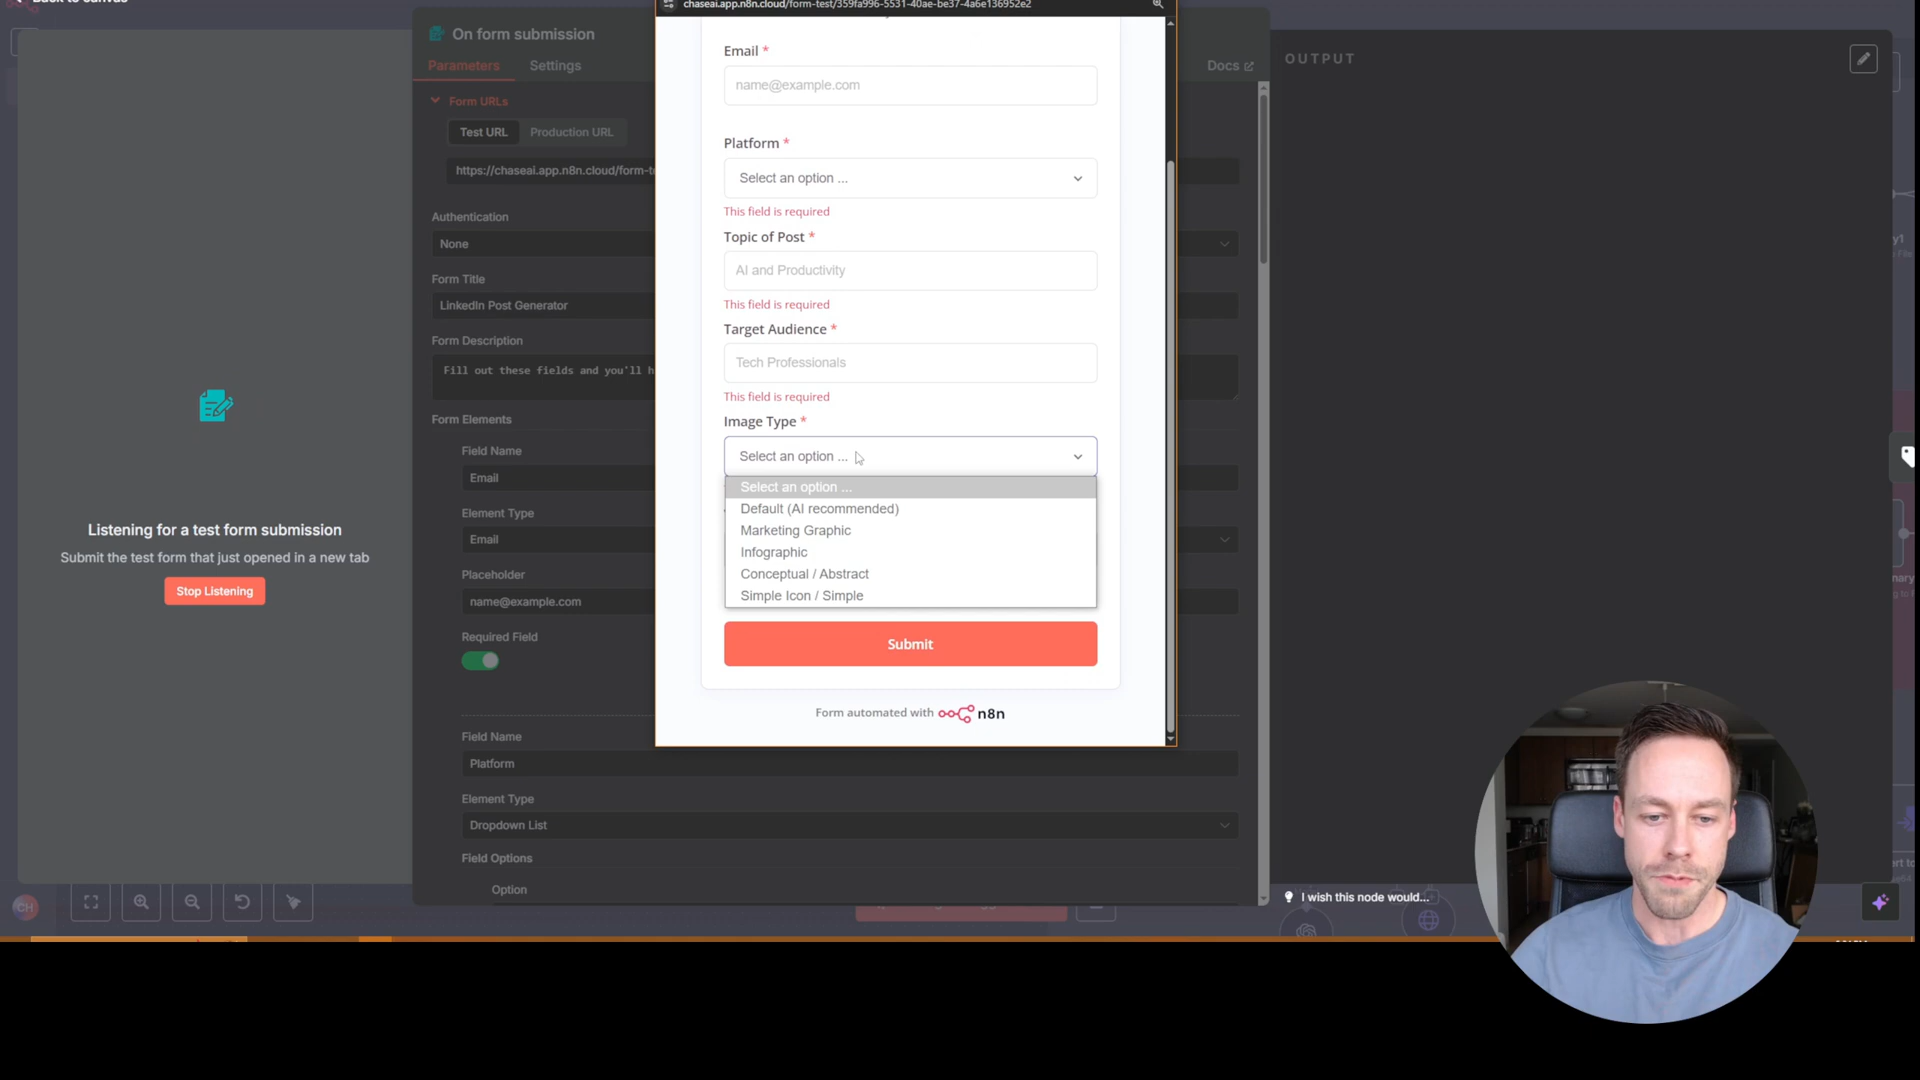 Back to canvas
chaseai.app.n8n.cloud/form-test/359fa996-5531-40ae-be37-4a6e136952e2
On form submission
Parameters
Settings
Docs
OUTPUT
Form URLs
Test URL
Production URL
https://chaseai.app.n8n.cloud/form-te
Authentication
None
Form Title
LinkedIn Post Generator
Form Description
Fill out these fields and you'll h
Form Elements
Field Name
Email
Element Type
Email
Placeholder
name@example.com
Required Field
Field Name
Platform
Element Type
Dropdown List
Field Options
Option
Listening for a test form submission
Submit the test form that just opened in a new tab
Stop Listening
Email *
name@example.com
Platform *
Select an option ...
This field is required
Topic of Post *
AI and Productivity
This field is required
Target Audience *
Tech Professionals
This field is required
Image Type *
Select an option ...
Select an option ...
Default (AI recommended)
Marketing Graphic
Infographic
Conceptual / Abstract
Simple Icon / Simple
Submit
Form automated with n8n
I wish this node would...
CH